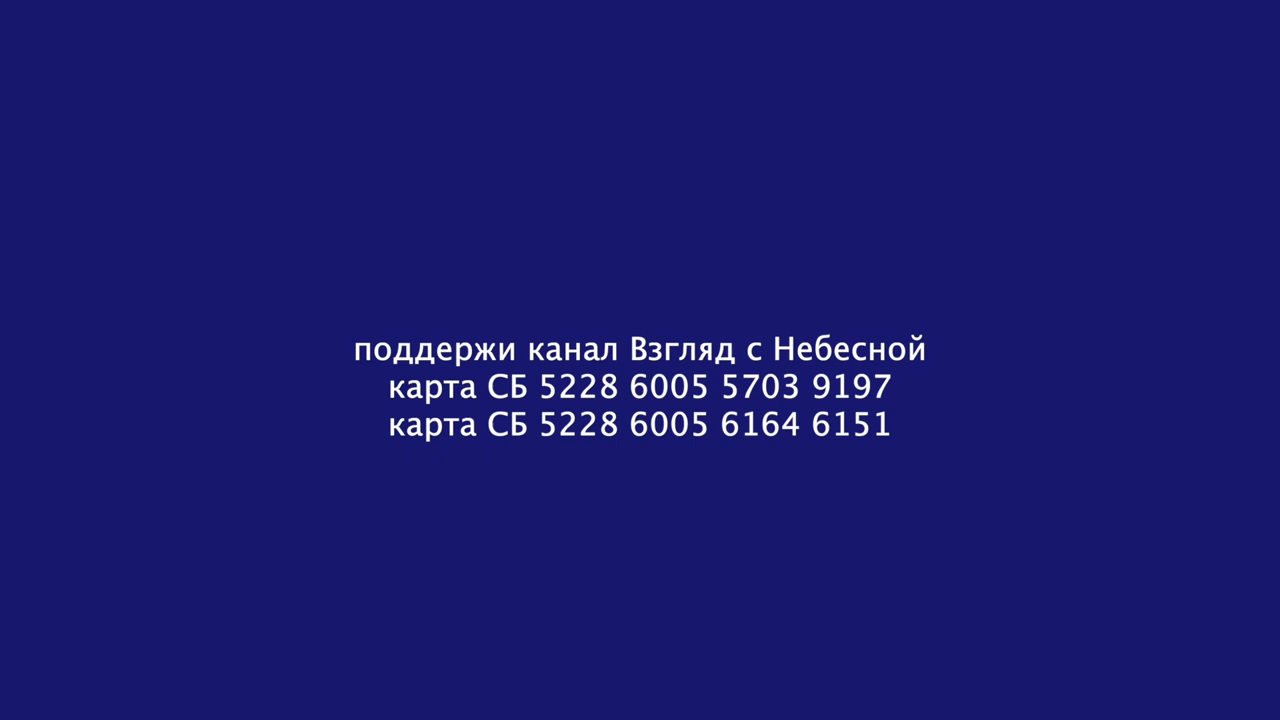 поддержи канал Взгляд с Небесной
карта СБ 5228 6005 5703 9197
карта СБ 5228 6005 6164 6151